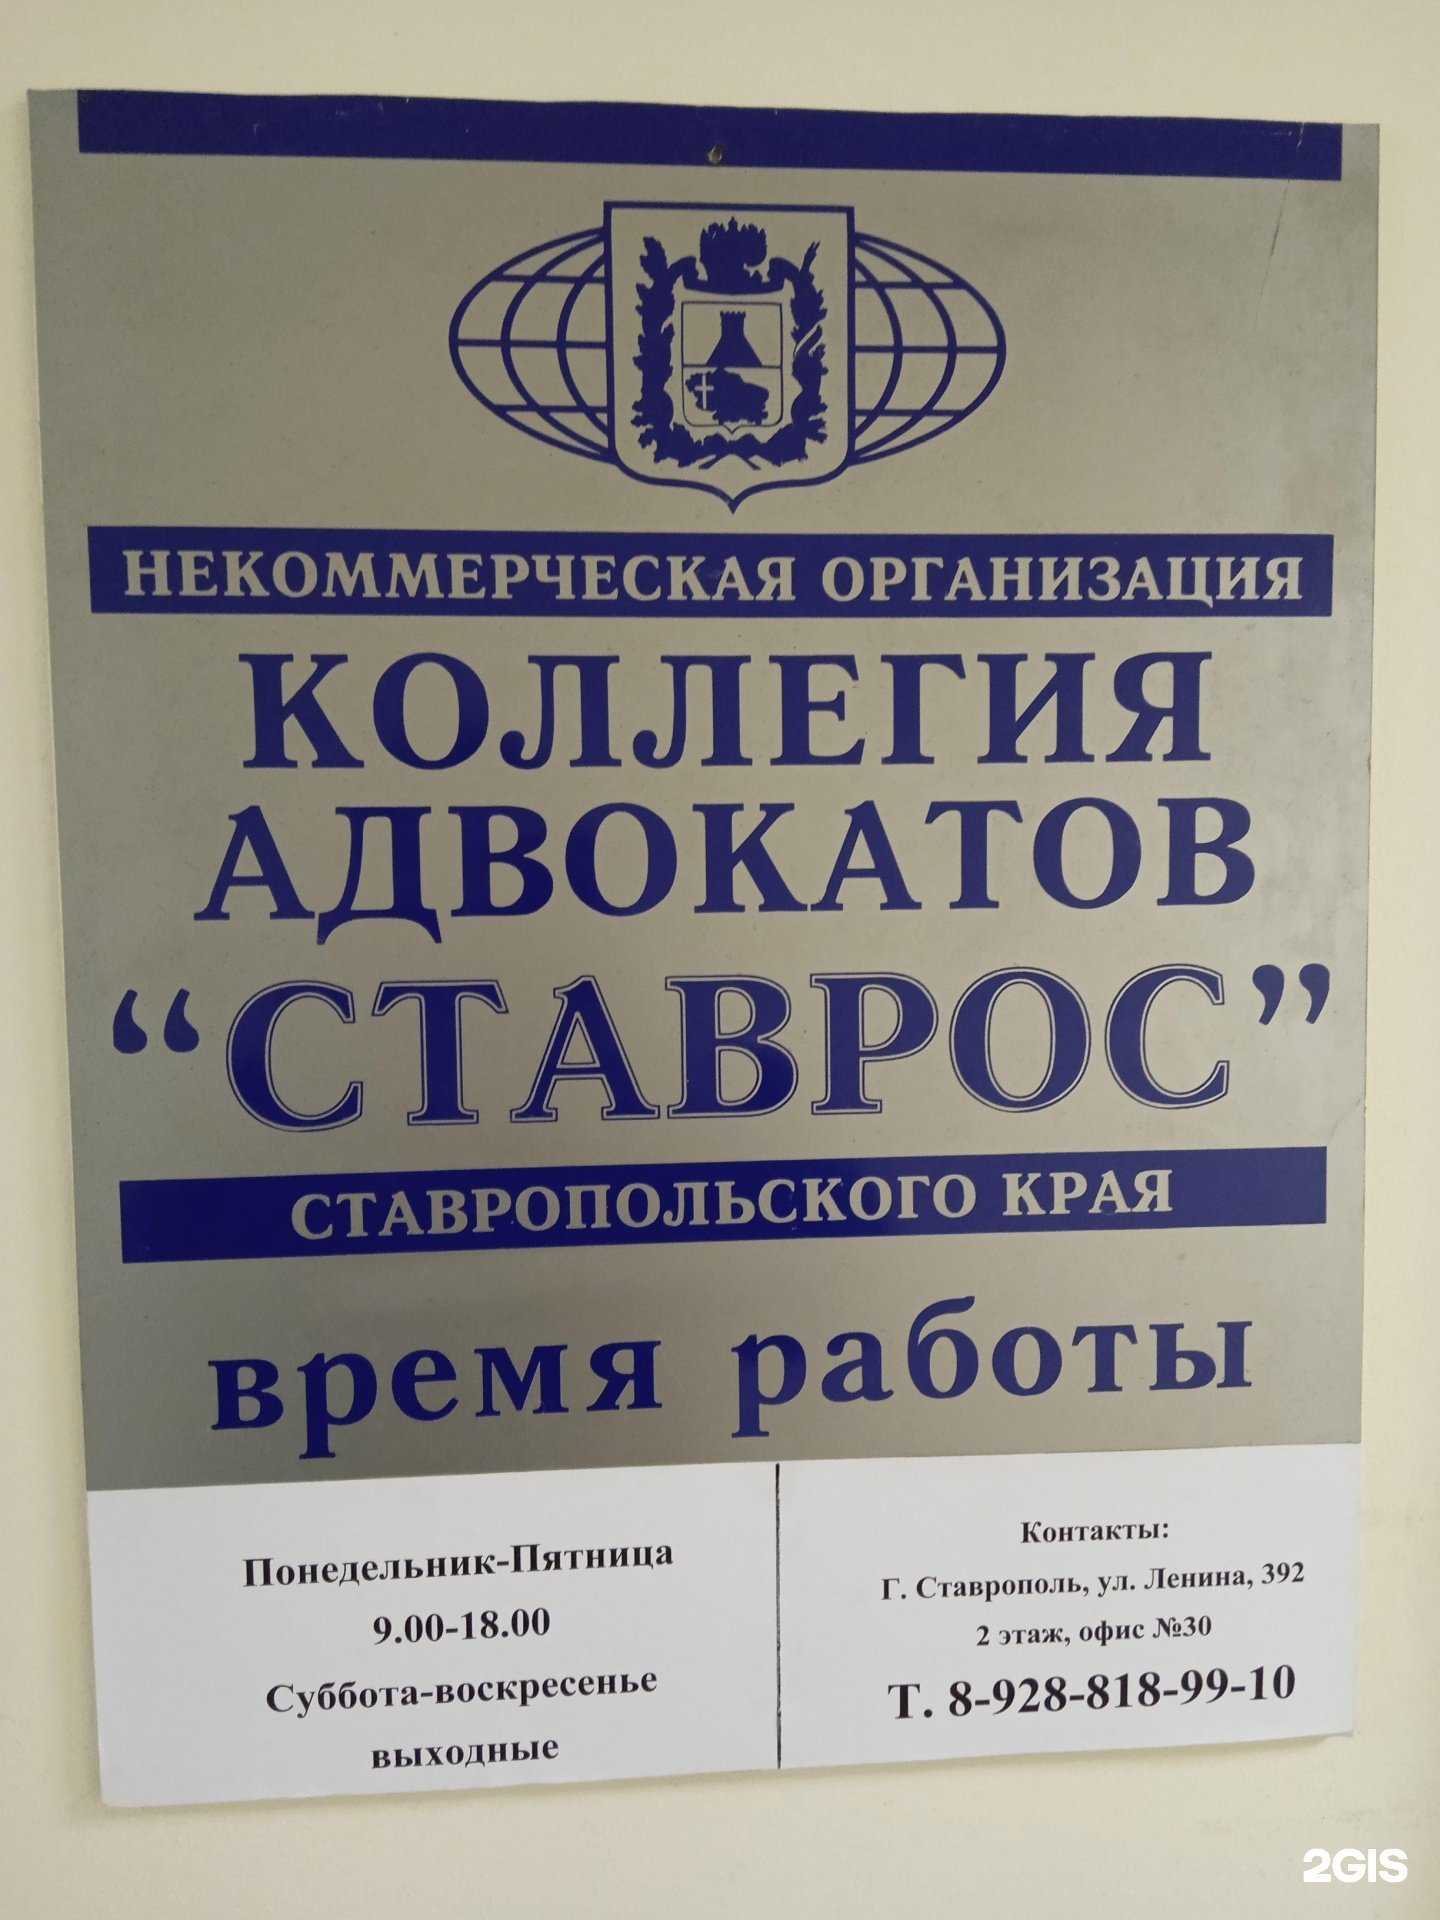 НЕКОММЕРЧЕСКАЯ ОРГАНИЗАЦИЯ
КОЛЛЕГИЯ
АДВОКАТОВ
“СТАВРОС”
СТАВРОПОЛЬСКОГО КРАЯ
время работы
Понедельник-Пятница
9.00-18.00
Суббота-воскресенье
выходные
Контакты:
Г. Ставрополь, ул. Ленина, 392
2 этаж, офис №30
Т. 8-928-818-99-10
2GIS